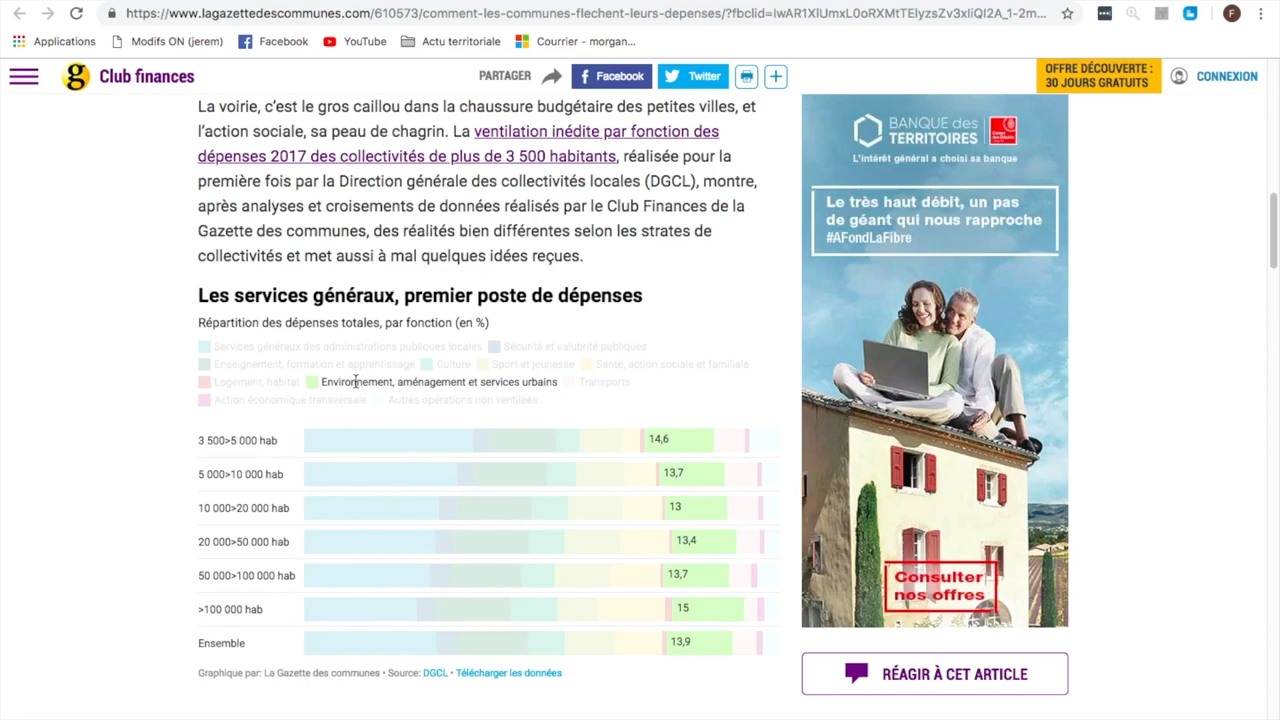 https://www.lagazettedescommunes.com/610573/comment-les-communes-flechent-leurs-depenses/?fbclid=IwAR1XlUmxL0oRXMtTEIyzsZv3xIiQI2A_1-2m...
Applications
Modifs ON (jerem)
Facebook
YouTube
Actu territoriale
Courrier - morgan...
F
g Club finances
PARTAGER
Facebook
Twitter
OFFRE DÉCOUVERTE :
30 JOURS GRATUITS
CONNEXION
La voirie, c'est le gros caillou dans la chaussure budgétaire des petites villes, et
l'action sociale, sa peau de chagrin. La ventilation inédite par fonction des
dépenses 2017 des collectivités de plus de 3 500 habitants, réalisée pour la
première fois par la Direction générale des collectivités locales (DGCL), montre,
après analyses et croisements de données réalisés par le Club Finances de la
Gazette des communes, des réalités bien différentes selon les strates de
collectivités et met aussi à mal quelques idées reçues.
Les services généraux, premier poste de dépenses
Répartition des dépenses totales, par fonction (en %)
Services généraux des administrations publiques locales Sécurité et salubrité publiques
Enseignement, formation et apprentissage Culture Sport et jeunesse Santé, action sociale et familiale
Logement, habitat Environnement, aménagement et services urbains Transports
Action économique transversale Autres opérations non ventilées
3 500>5 000 hab 14,6
5 000>10 000 hab 13,7
10 000>20 000 hab 13
20 000>50 000 hab 13,4
50 000>100 000 hab 13,7
>100 000 hab 15
Ensemble 13,9
Graphique par: La Gazette des communes • Source: DGCL • Télécharger les données
BANQUE des
TERRITOIRES
L'intérêt général a choisi sa banque
Le très haut débit, un pas
de géant qui nous rapproche
#AFondLaFibre
Consulter
nos offres
RÉAGIR À CET ARTICLE